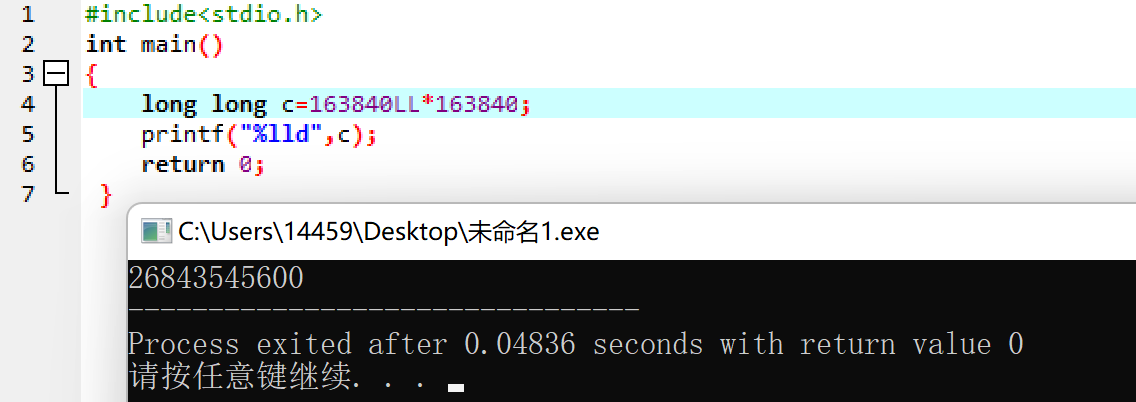 1 #include<stdio.h>
2 int main()
3 {
4 long long c=163840LL*163840;
5 printf("%lld",c);
6 return 0;
7 }
C:\Users\14459\Desktop\未命名1.exe
26843545600
--------------------------------
Process exited after 0.04836 seconds with return value 0
请按任意键继续. . .